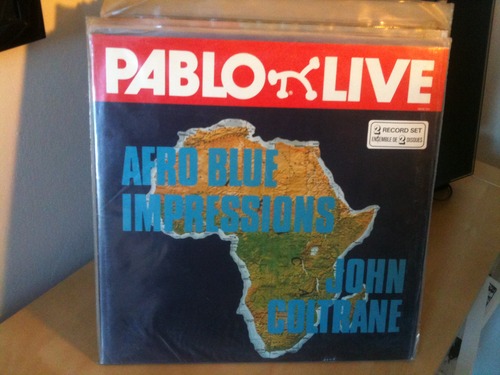 PABLO LIVE
2 RECORD SET
ENSEMBLE DE 2 DISQUES
AFRO BLUE
IMPRESSIONS
JOHN
COLTRANE